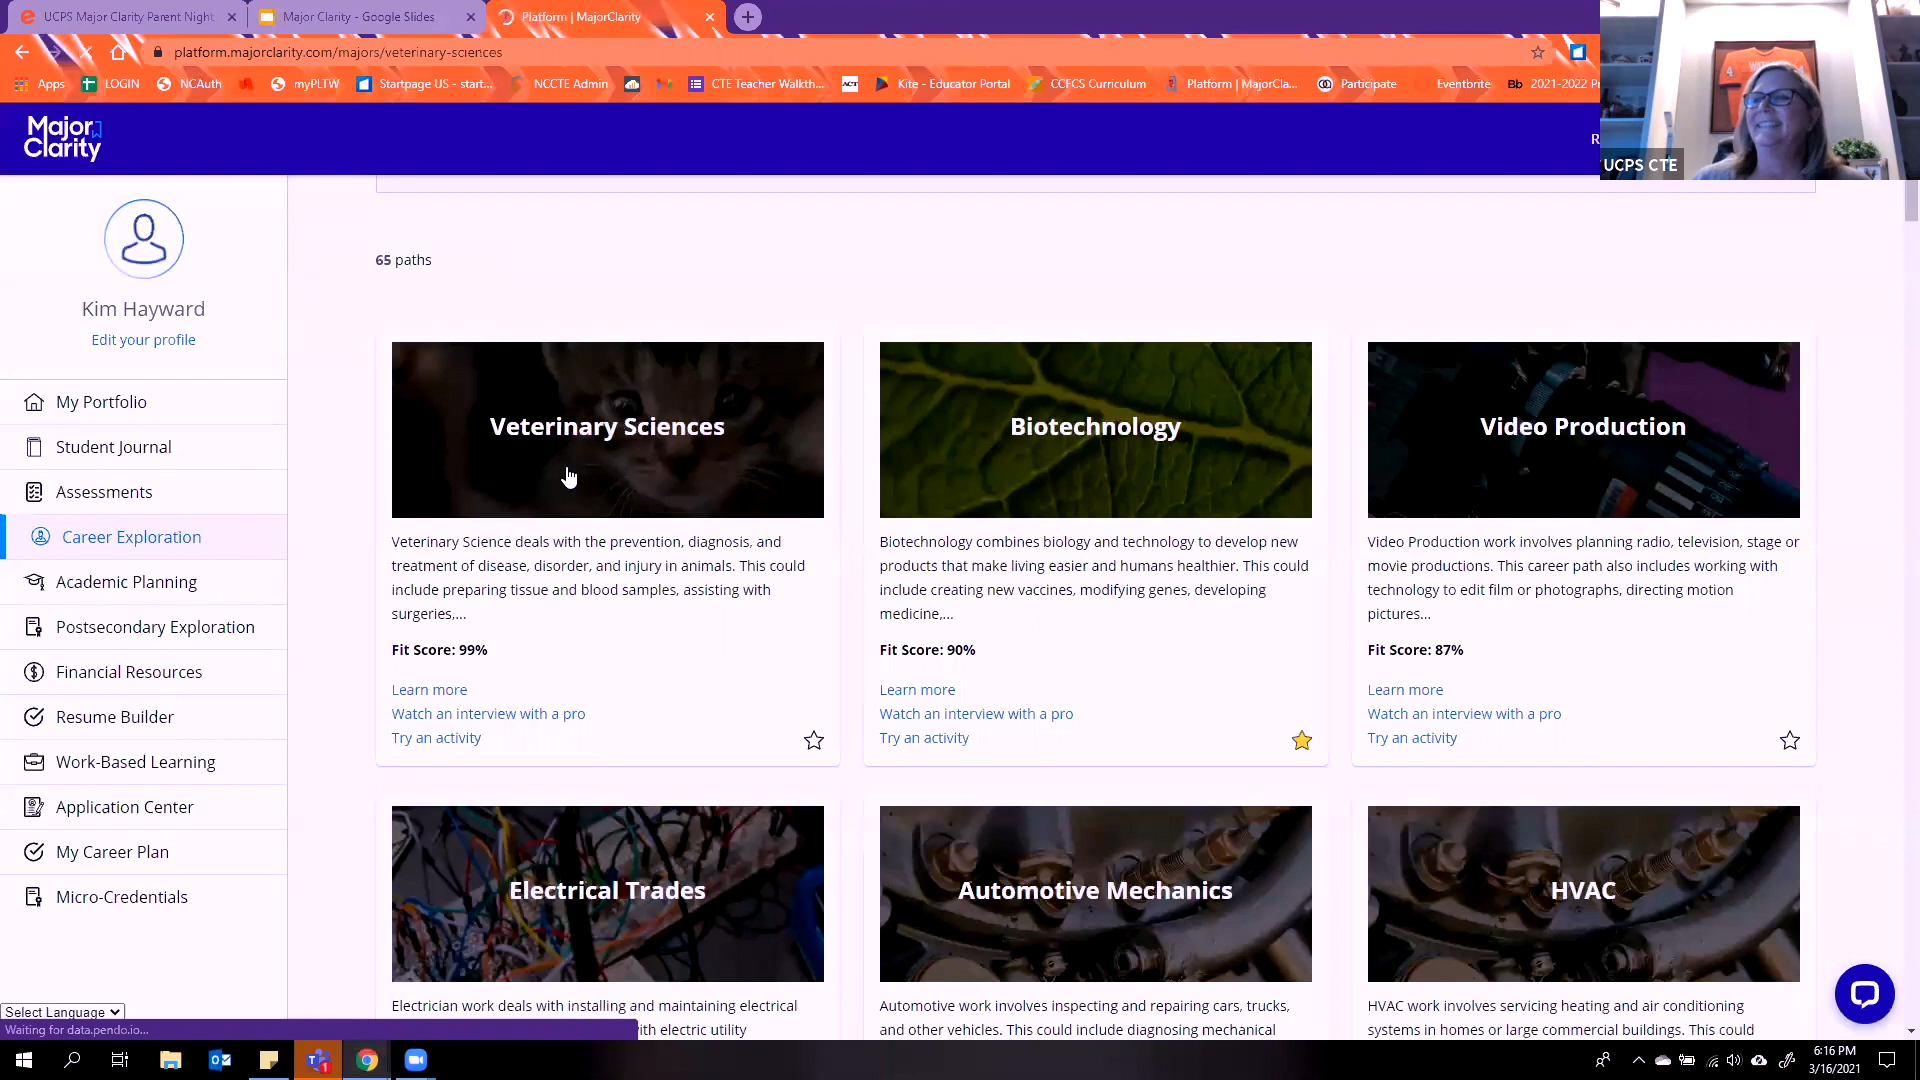 UCPS Major Clarity Parent Night
Major Clarity - Google Slides
Platform | MajorClarity
platform.majorclarity.com/majors/veterinary-sciences
Apps
LOGIN
NCAuth
myPLTW
Startpage US - start...
NCCTE Admin
CTE Teacher Walkth...
ACT
Kite - Educator Portal
CCFCS Curriculum
Platform | MajorCla...
Participate
Eventbrite
Bb 2021-2022 P
Major
Clarity
R
UCPS CTE
Kim Hayward
Edit your profile
My Portfolio
Student Journal
Assessments
Career Exploration
Academic Planning
Postsecondary Exploration
Financial Resources
Resume Builder
Work-Based Learning
Application Center
My Career Plan
Micro-Credentials
Select Language
Waiting for data.pendo.io...
65 paths
Veterinary Sciences
Veterinary Science deals with the prevention, diagnosis, and
treatment of disease, disorder, and injury in animals. This could
include preparing tissue and blood samples, assisting with
surgeries,...
Fit Score: 99%
Learn more
Watch an interview with a pro
Try an activity
Biotechnology
Biotechnology combines biology and technology to develop new
products that make living easier and humans healthier. This could
include creating new vaccines, modifying genes, developing
medicine,...
Fit Score: 90%
Learn more
Watch an interview with a pro
Try an activity
Video Production
Video Production work involves planning radio, television, stage or
movie productions. This career path also includes working with
technology to edit film or photographs, directing motion
pictures...
Fit Score: 87%
Learn more
Watch an interview with a pro
Try an activity
Electrical Trades
Electrician work deals with installing and maintaining electrical
ith electric utility
Automotive Mechanics
Automotive work involves inspecting and repairing cars, trucks,
and other vehicles. This could include diagnosing mechanical
HVAC
HVAC work involves servicing heating and air conditioning
systems in homes or large commercial buildings. This could
6:16 PM
3/16/2021